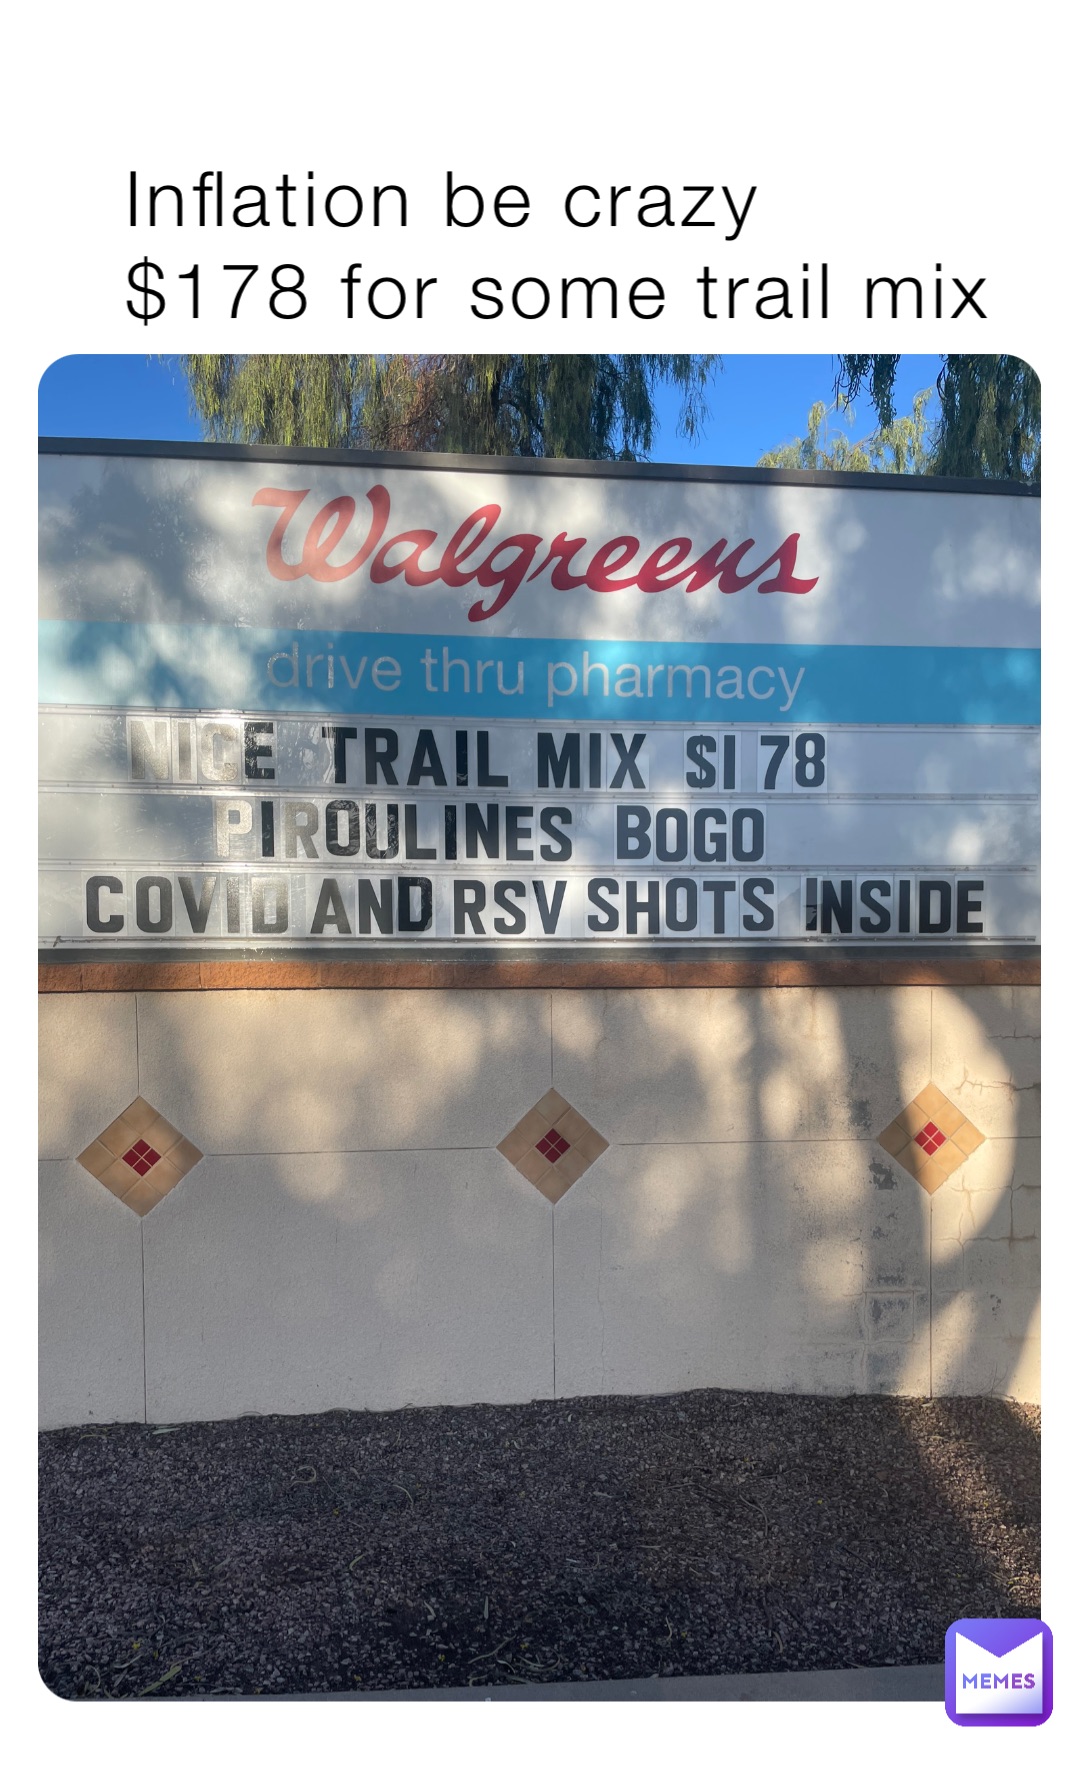 Inflation be crazy
$178 for some trail mix
Walgreens
drive thru pharmacy
NICE TRAIL MIX $1 78
PIROULINES BOGO
COVID AND RSV SHOTS INSIDE
MEMES